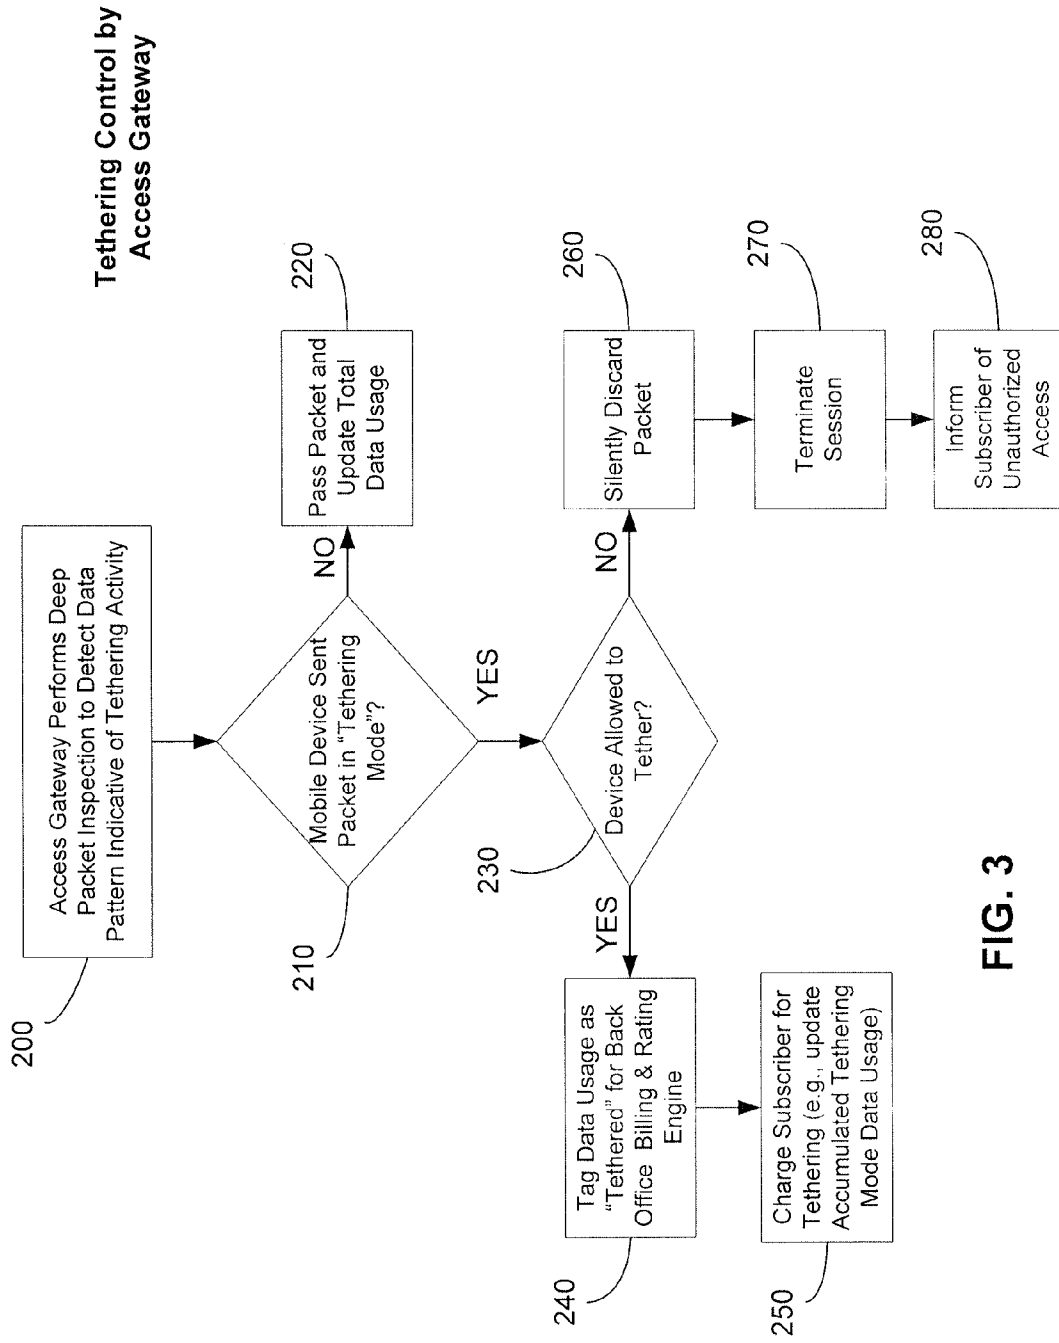 Tethering Control by
Access Gateway
200
Access Gateway Performs Deep
Packet Inspection to Detect Data
Pattern Indicative of Tethering Activity
210
Mobile Device Sent
Packet in "Tethering
Mode"?
NO
220
Pass Packet and
Update Total
Data Usage
YES
230
Device Allowed to
Tether?
YES
NO
240
Tag Data Usage as
"Tethered" for Back
Office Billing & Rating
Engine
260
Silently Discard
Packet
250
Charge Subscriber for
Tethering (e.g., update
Accumulated Tethering
Mode Data Usage)
270
Terminate
Session
280
Inform
Subscriber of
Unauthorized
Access
FIG. 3